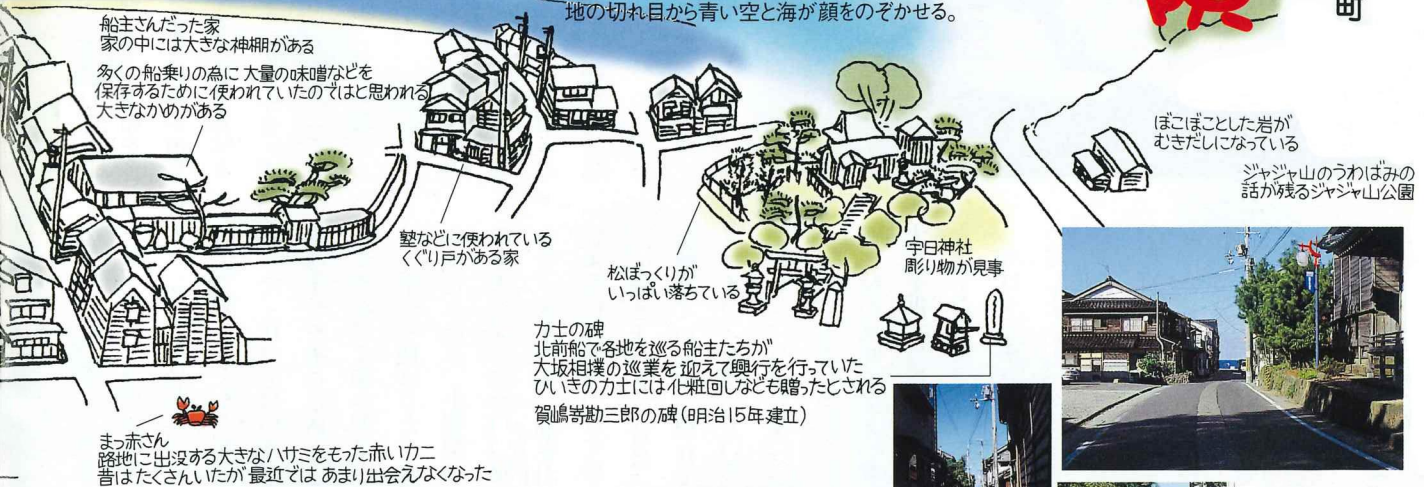 地の切れ目から青い空と海が顔をのぞかせる。
町
船主さんだった家
家の中には大きな神棚がある
多くの船乗りの為に大量の味噌などを
保存するために使われていたのではと思われる
大きなかめがある
塾などに使われている
くぐり戸がある家
松ぼっくりが
いっぱい落ちている
宇日神社
彫り物が見事
ぼこぼことした岩が
むきだしになっている
ジャジャ山のうわばみの
話が残るジャジャ山公園
力士の碑
北前船で各地を巡る船主たちが
大坂相撲の巡業を迎えて興行を行っていた
ひいきの力士には化粧回しなども贈ったとされる
賀嶋嵜勘三郎の碑(明治15年建立)
まっ赤さん
路地に出没する大きなハサミをもった赤いカニ
昔はたくさんいたが最近ではあまり出会えなくなった